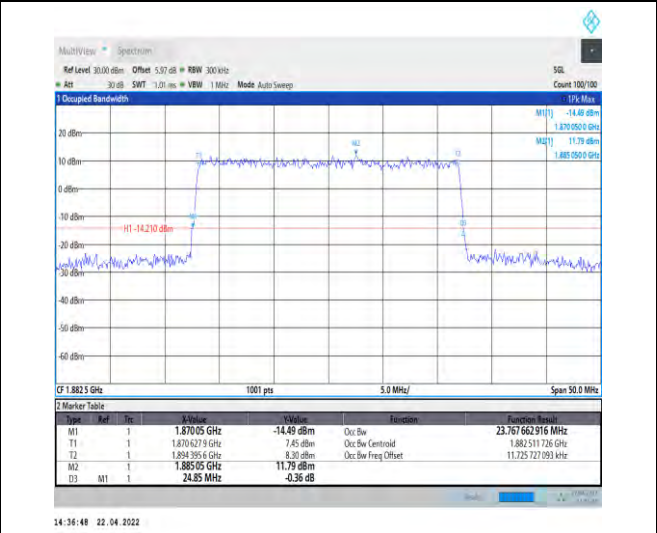 MultiView Spectrum
Ref Level 30.00 dBm Offset 5.97 dB RBW 300 kHz SGL
Att 30 dB SWT 1.01 ms VBW 1 MHz Mode Auto Sweep Count 100/100
1 Occupied Bandwidth 1Pk Max
M1[1] -14.49 dBm
1.870 050 0 GHz
M2[1] 11.79 dBm
1.885 050 0 GHz
20 dBm
M2
T1
T2
10 dBm
0 dBm
-10 dBm
M1
D3
H1 -14.210 dBm
-20 dBm
-30 dBm
-40 dBm
-50 dBm
-60 dBm
CF 1.882 5 GHz 1001 pts 5.0 MHz/ Span 50.0 MHz
2 Marker Table
Type Ref Trc X-Value Y-Value Function Function Result
M1 1 1.870 05 GHz -14.49 dBm Occ Bw 23.767 662 916 MHz
T1 1 1.870 627 9 GHz 7.45 dBm Occ Bw Centroid 1.882 511 726 GHz
T2 1 1.894 395 6 GHz 8.30 dBm Occ Bw Freq Offset 11.725 727 093 kHz
M2 1 1.885 05 GHz 11.79 dBm
D3 M1 1 24.85 MHz -0.36 dB
14:36:48 22.04.2022